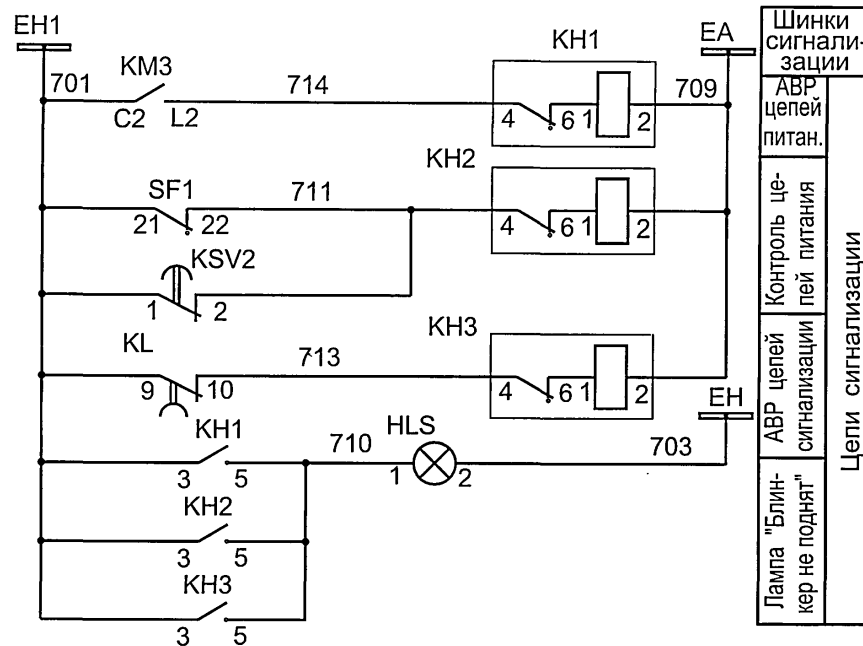 EH1
EA
Шинки
сигнали-
зации
KH1
701
KM3
714
709
C2 L2
4 6 1 2
АВР
цепей
питан.
KH2
SF1
711
21 22
4 6 1 2
KSV2
1 2
Контроль це-
пей питания
KL
713
KH3
9 10
4 6 1 2
EH
АВР цепей
сигнализации
KH1
710
HLS
703
3 5
1 2
KH2
3 5
KH3
3 5
Лампа "Блин-
кер не поднят"
Цепи сигнализации